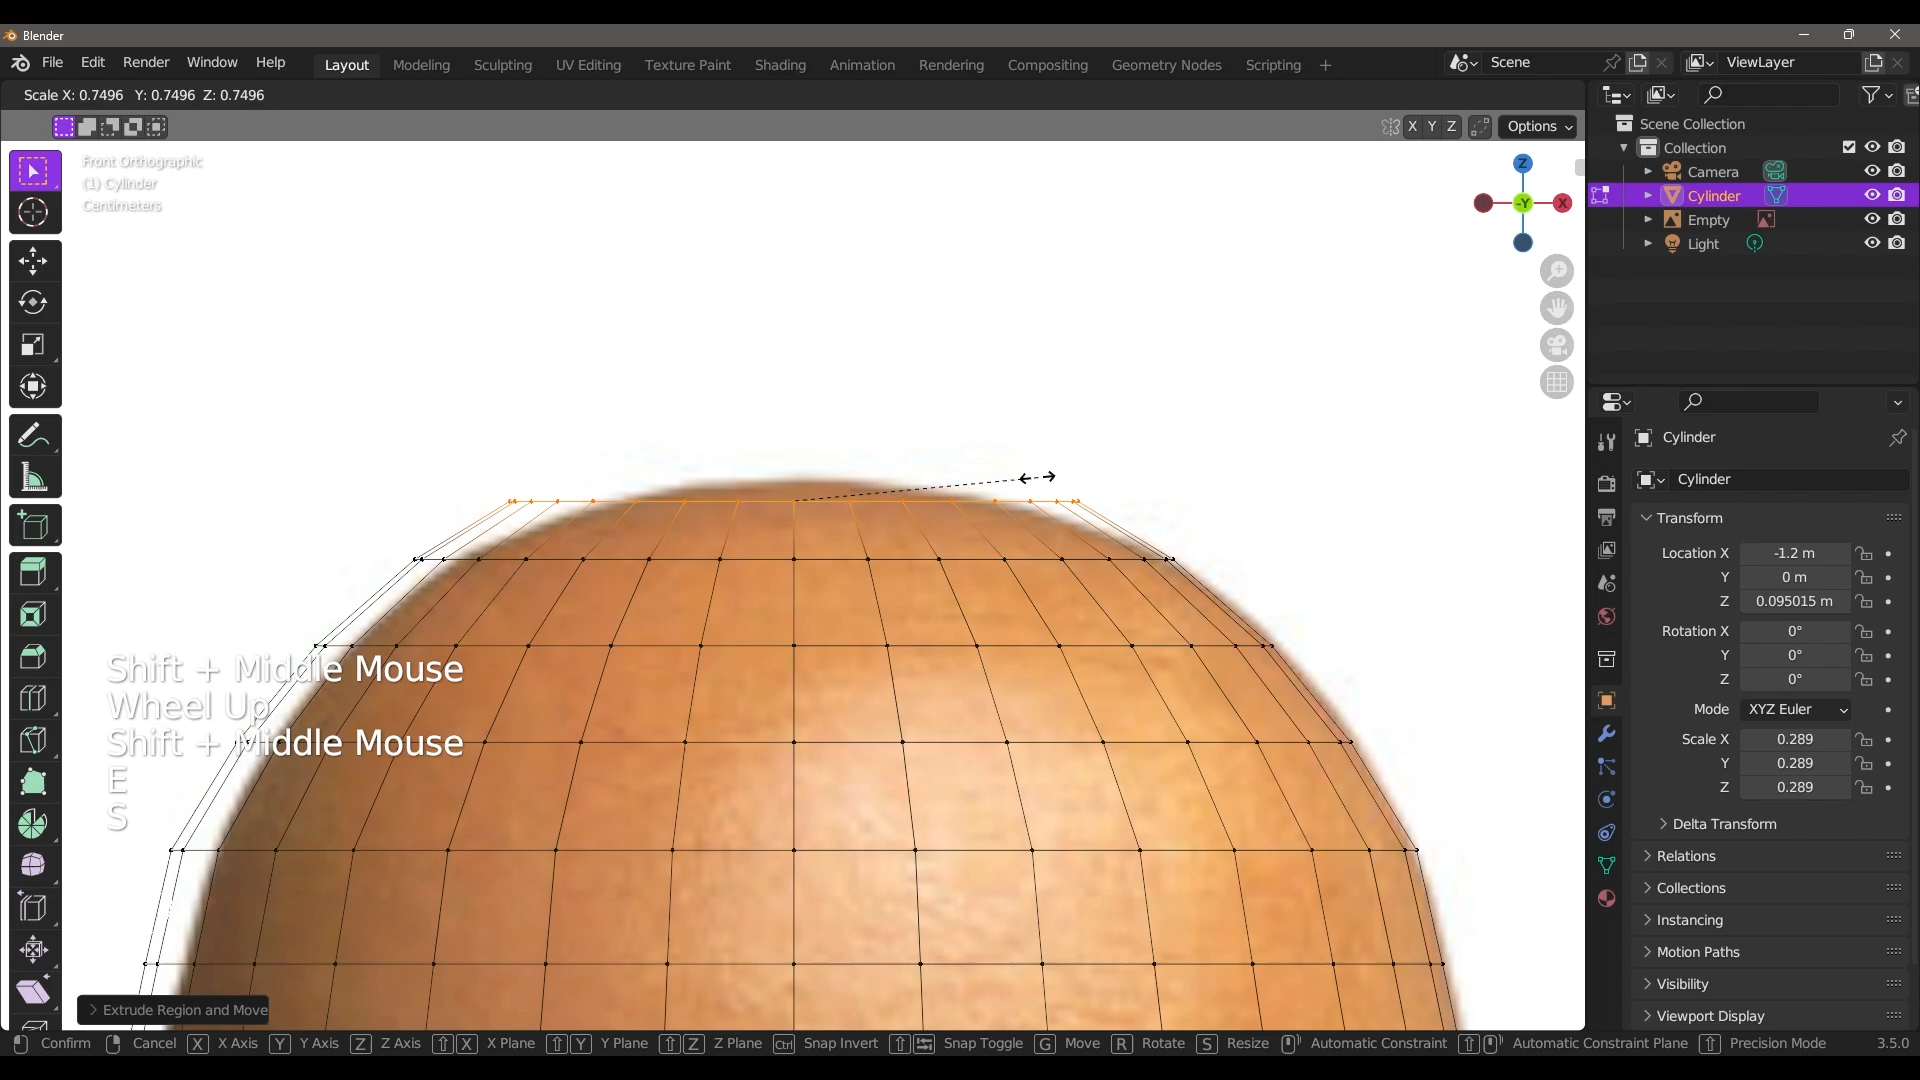 Blender
File Edit Render Window Help
Layout Modeling Sculpting UV Editing Texture Paint Shading Animation Rendering Compositing Geometry Nodes Scripting +
Scene
ViewLayer
Scale X: 0.7496 Y: 0.7496 Z: 0.7496
X Y Z
Options
Front Orthographic
(1) Cylinder
Centimeters
Z
-Y
X
Scene Collection
Collection
Camera
Cylinder
Empty
Light
Cylinder
Cylinder
Transform
Location X -1.2 m
Y 0 m
Z 0.095015 m
Rotation X 0°
Y 0°
Z 0°
Mode XYZ Euler
Scale X 0.289
Y 0.289
Z 0.289
Delta Transform
Relations
Collections
Instancing
Motion Paths
Visibility
Viewport Display
Shift + Middle Mouse
Wheel Up
Shift + Middle Mouse
E
S
Extrude Region and Move
Confirm Cancel X X Axis Y Y Axis Z Z Axis X X Plane Y Y Plane Z Z Plane Ctrl Snap Invert Snap Toggle G Move R Rotate S Resize Automatic Constraint Automatic Constraint Plane Precision Mode 3.5.0